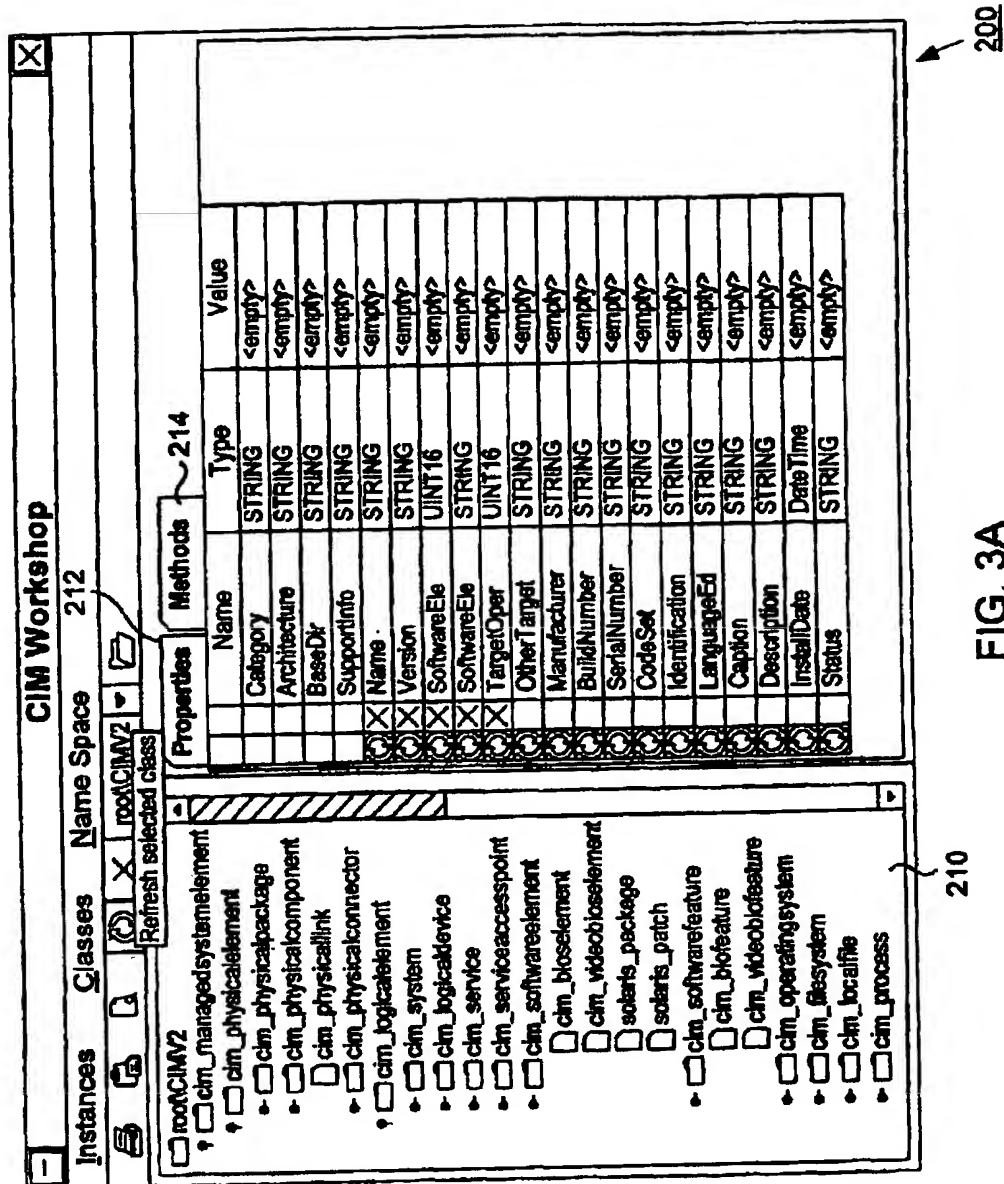 CIM Workshop
Instances Classes Name Space
root\CIMV2
Refresh selected class
212
Properties Methods 214
root\CIMV2
cim_managedsystemelement
cim_physicalelement
cim_physicalpackage
cim_physicalcomponent
cim_physicallink
cim_physicalconnector
cim_logicalelement
cim_system
cim_logicaldevice
cim_service
cim_serviceaccesspoint
cim_softwareelement
cim_bioselement
cim_videobioselement
solaris_package
solaris_patch
cim_softwarefeature
cim_biofeature
cim_videobiofeature
cim_operatingsystem
cim_filesystem
cim_localfile
cim_process
210
Name Type Value
Category STRING <empty>
Architecture STRING <empty>
BaseDir STRING <empty>
SupportInfo STRING <empty>
Name STRING <empty>
Version STRING <empty>
SoftwareEle UINT16 <empty>
SoftwareEle STRING <empty>
TargetOper UINT16 <empty>
OtherTarget STRING <empty>
Manufacturer STRING <empty>
BuildNumber STRING <empty>
SerialNumber STRING <empty>
CodeSet STRING <empty>
Identification STRING <empty>
LanguageEd STRING <empty>
Caption STRING <empty>
Description STRING <empty>
InstallDate DateTime <empty>
Status STRING <empty>
200
FIG. 3A